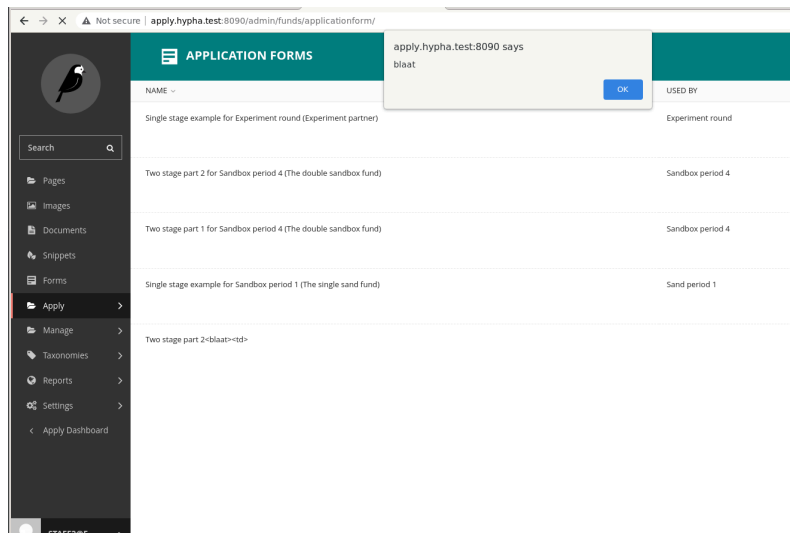 Not secure | apply.hypha.test:8090/admin/funds/applicationform/
APPLICATION FORMS
apply.hypha.test:8090 says
blaat
OK
NAME
USED BY
Single stage example for Experiment round (Experiment partner)
Experiment round
Search
Two stage part 2 for Sandbox period 4 (The double sandbox fund)
Sandbox period 4
Pages
Images
Documents
Two stage part 1 for Sandbox period 4 (The double sandbox fund)
Sandbox period 4
Snippets
Forms
Single stage example for Sandbox period 1 (The single sand fund)
Sand period 1
Apply
Manage
Two stage part 2<blaat><td>
Taxonomies
Reports
Settings
Apply Dashboard